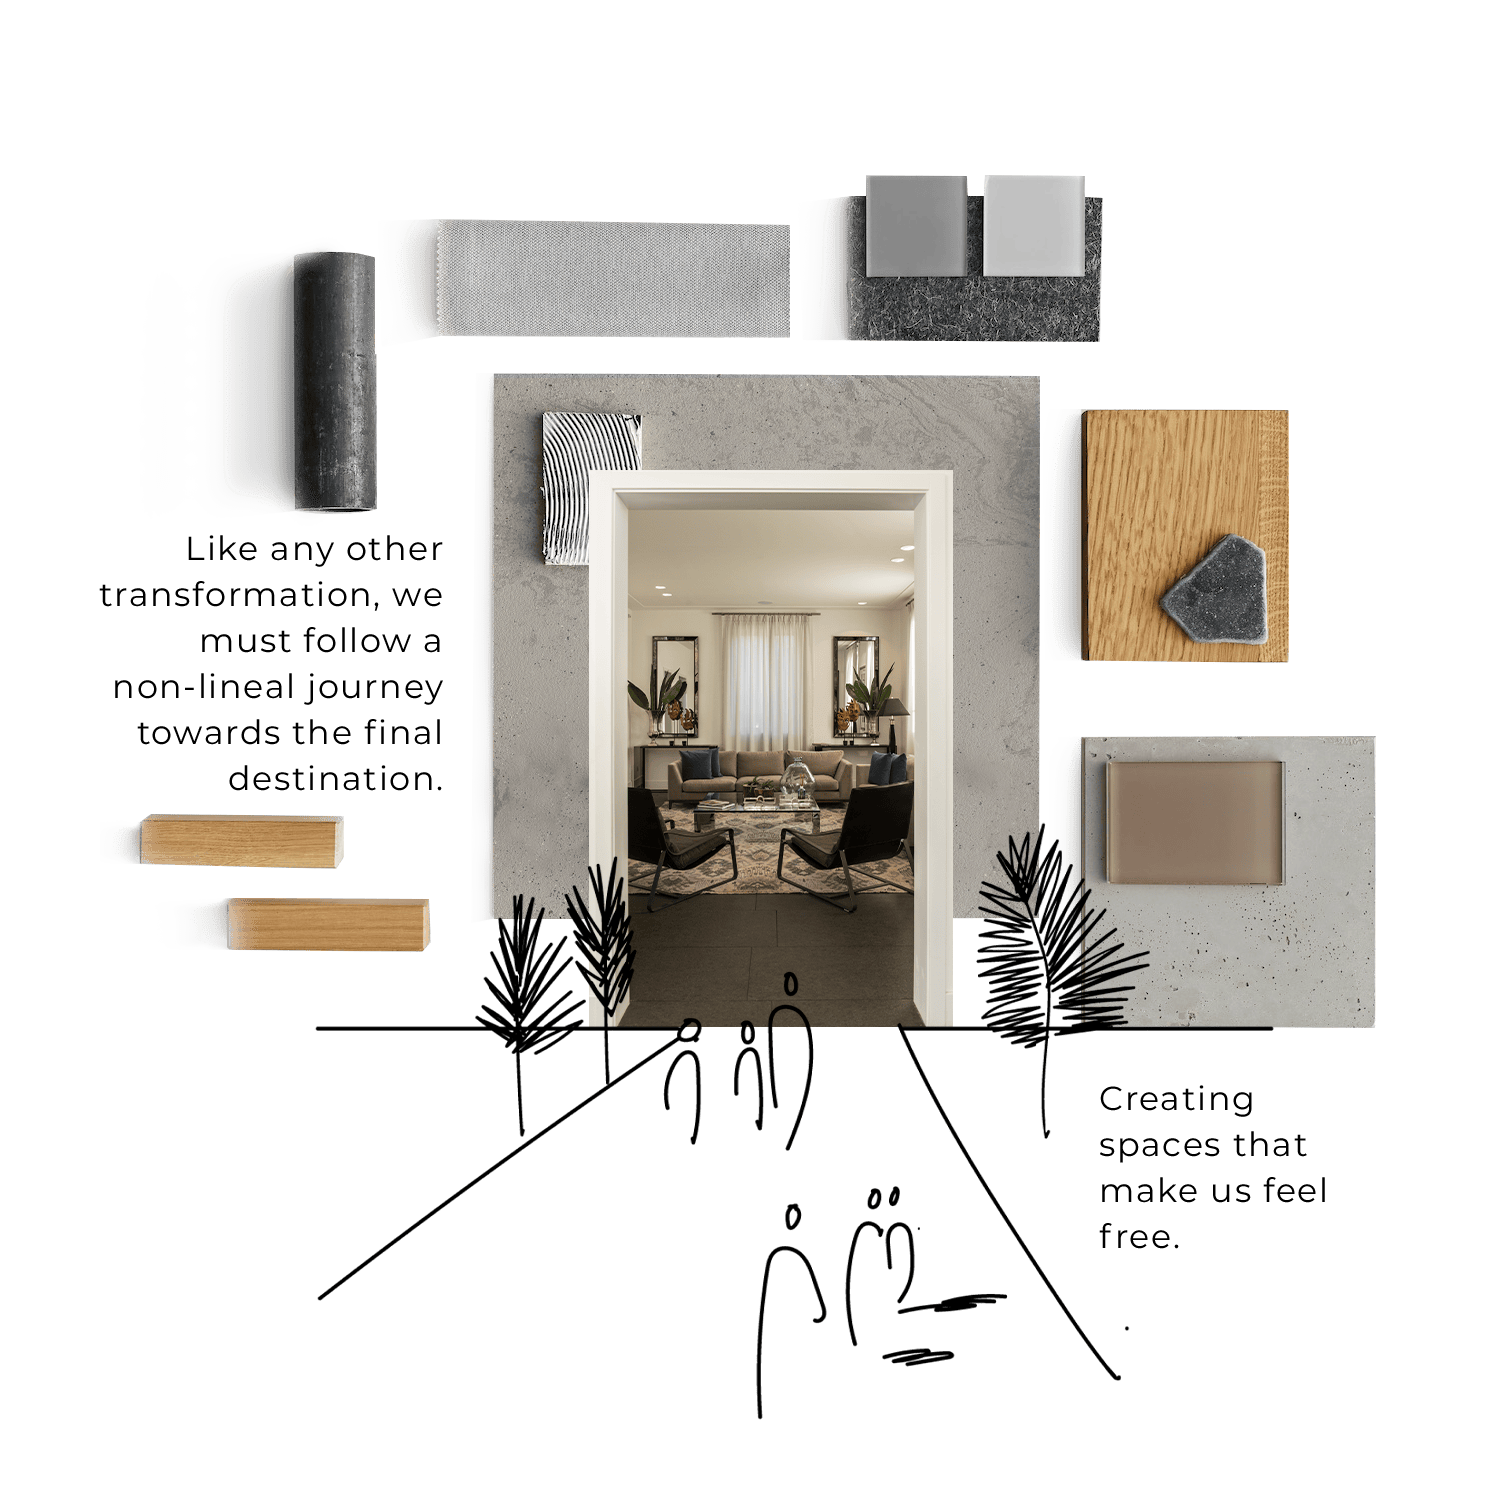 Like any other
transformation, we
must follow a
non-lineal journey
towards the final
destination.
Creating
spaces that
make us feel
free.